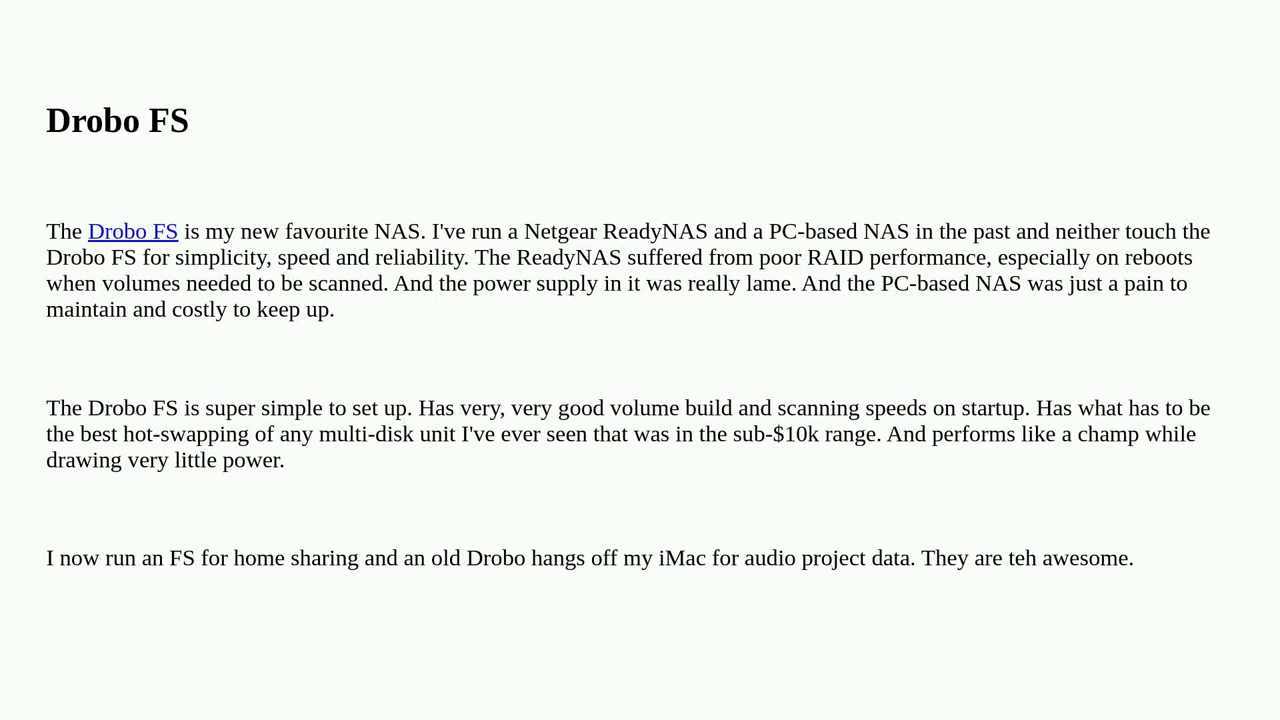 Drobo FS
The Drobo FS is my new favourite NAS. I've run a Netgear ReadyNAS and a PC-based NAS in the past and neither touch the
Drobo FS for simplicity, speed and reliability. The ReadyNAS suffered from poor RAID performance, especially on reboots
when volumes needed to be scanned. And the power supply in it was really lame. And the PC-based NAS was just a pain to
maintain and costly to keep up.
The Drobo FS is super simple to set up. Has very, very good volume build and scanning speeds on startup. Has what has to be
the best hot-swapping of any multi-disk unit I've ever seen that was in the sub-$10k range. And performs like a champ while
drawing very little power.
I now run an FS for home sharing and an old Drobo hangs off my iMac for audio project data. They are teh awesome.